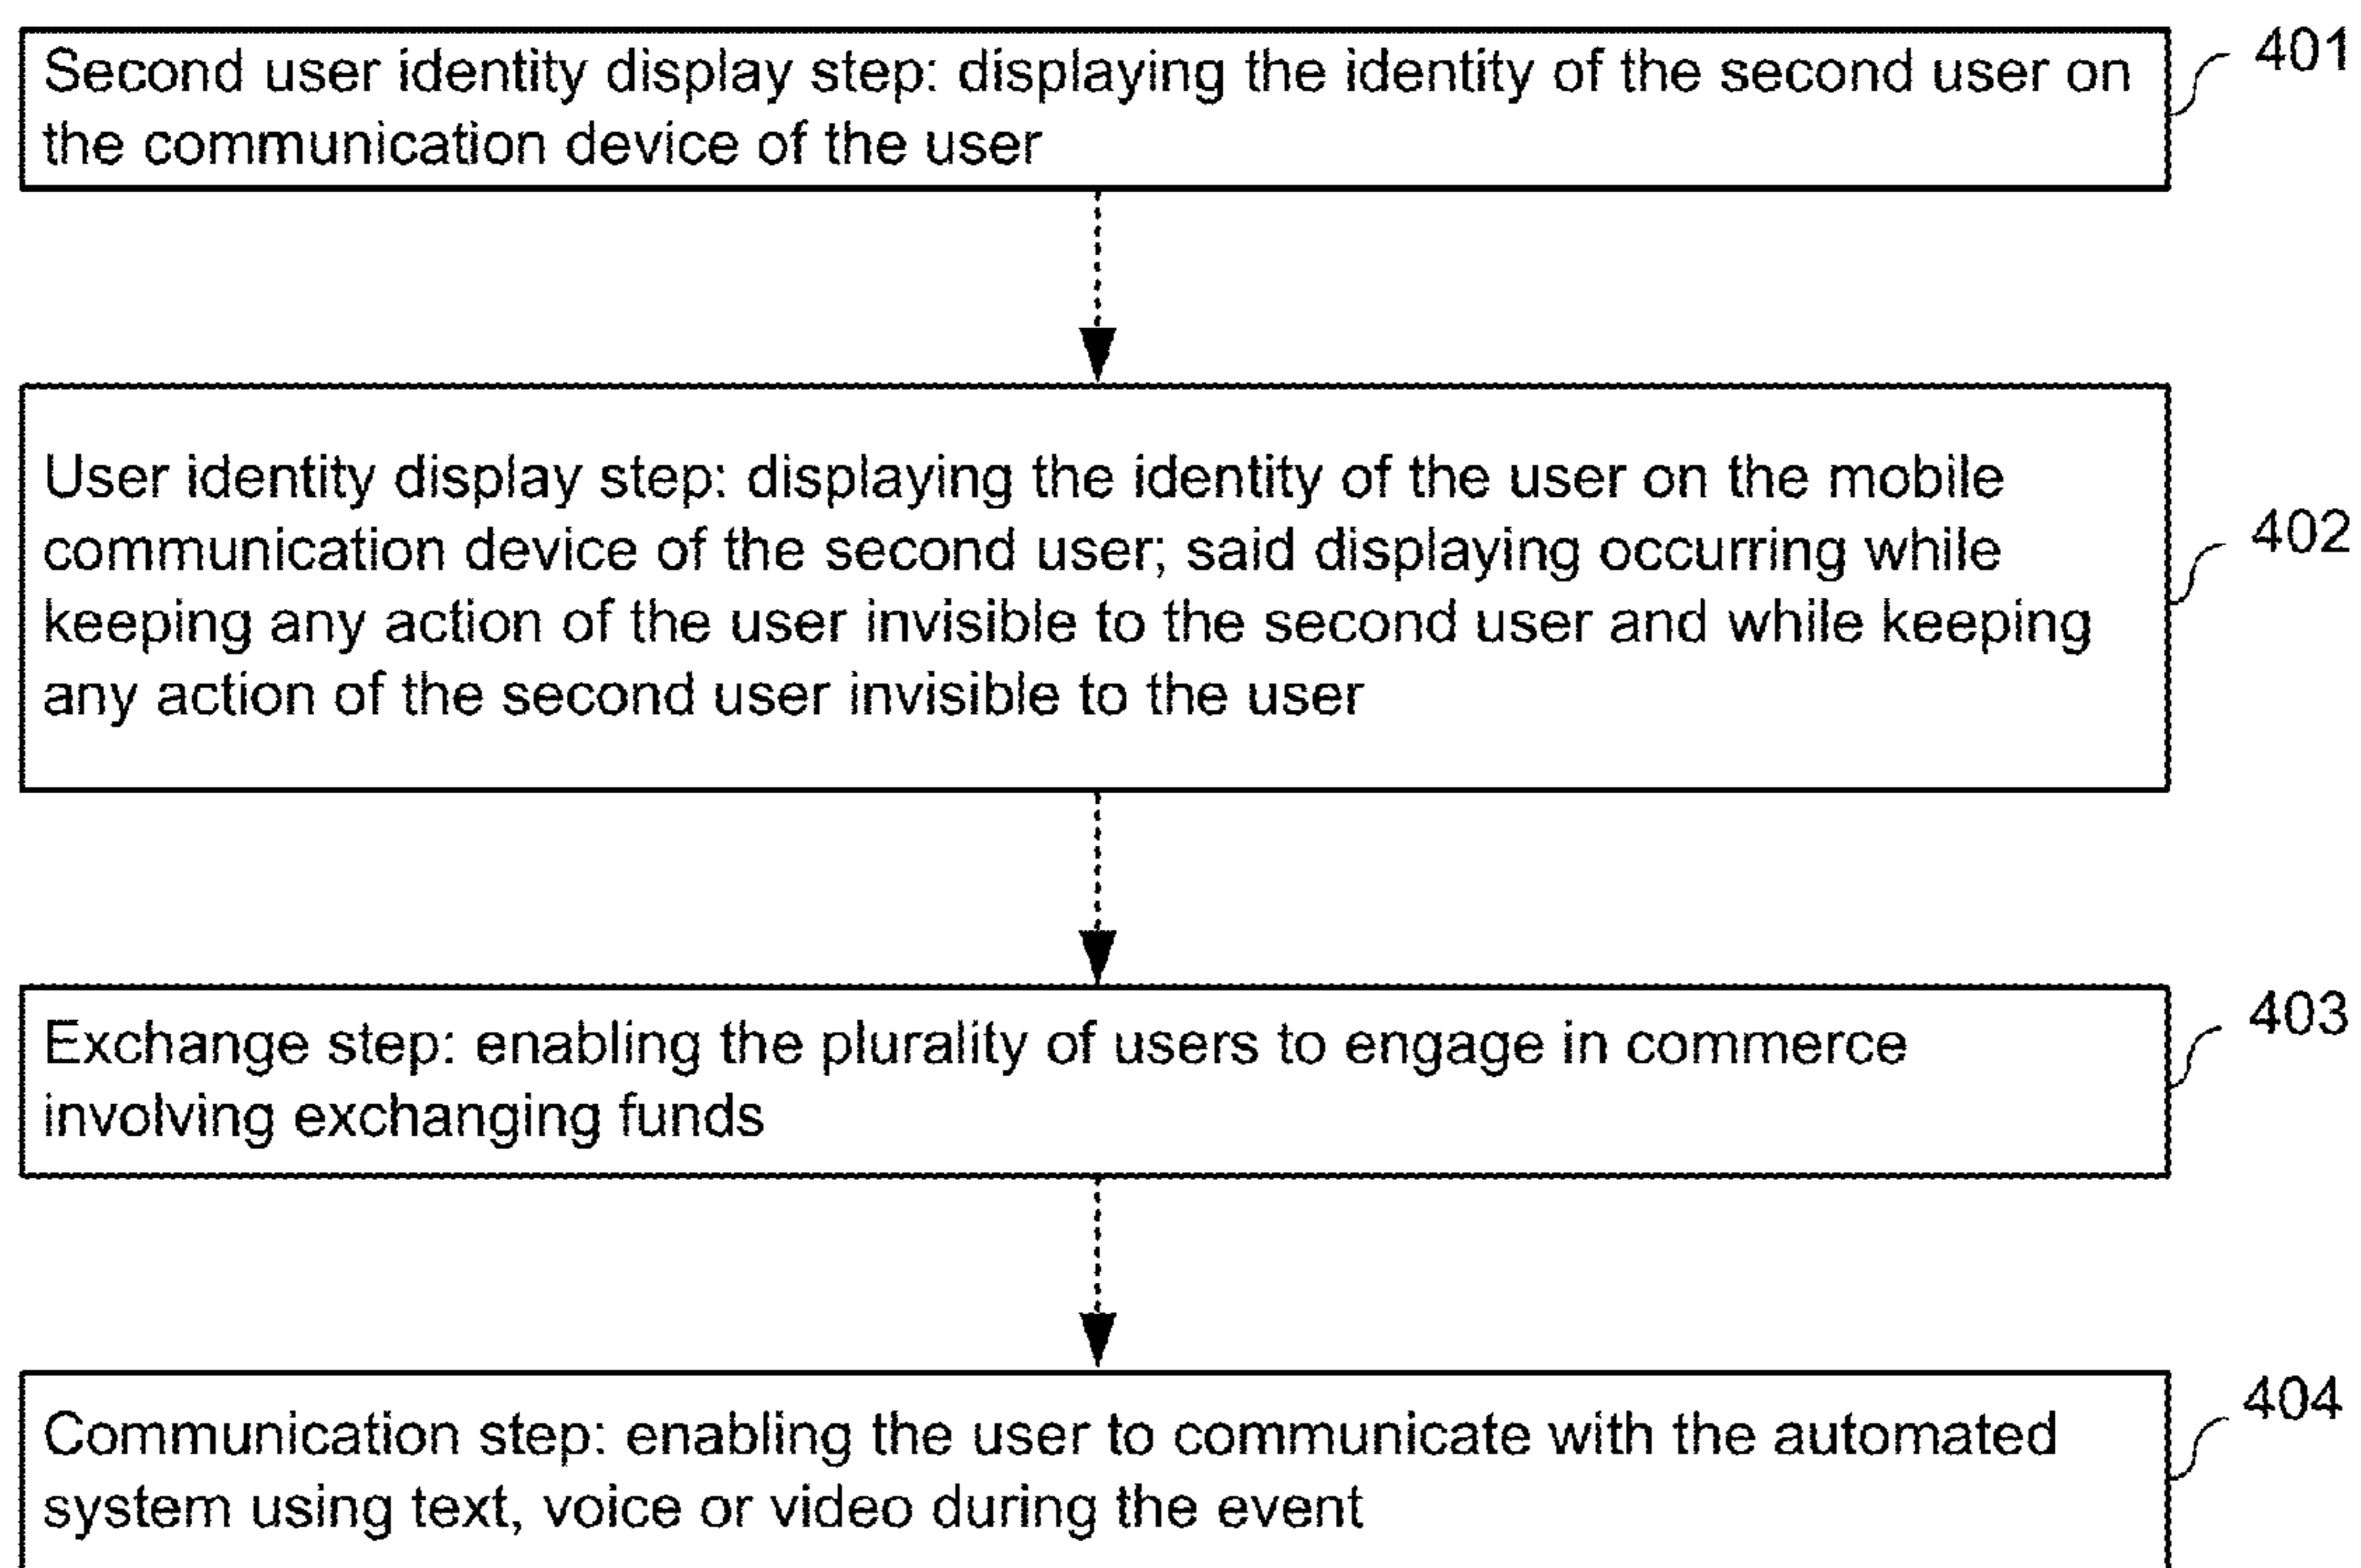 Second user identity display step: displaying the identity of the second user on
the communication device of the user
401
User identity display step: displaying the identity of the user on the mobile
communication device of the second user; said displaying occurring while
keeping any action of the user invisible to the second user and while keeping
any action of the second user invisible to the user
402
Exchange step: enabling the plurality of users to engage in commerce
involving exchanging funds
403
Communication step: enabling the user to communicate with the automated
system using text, voice or video during the event
404